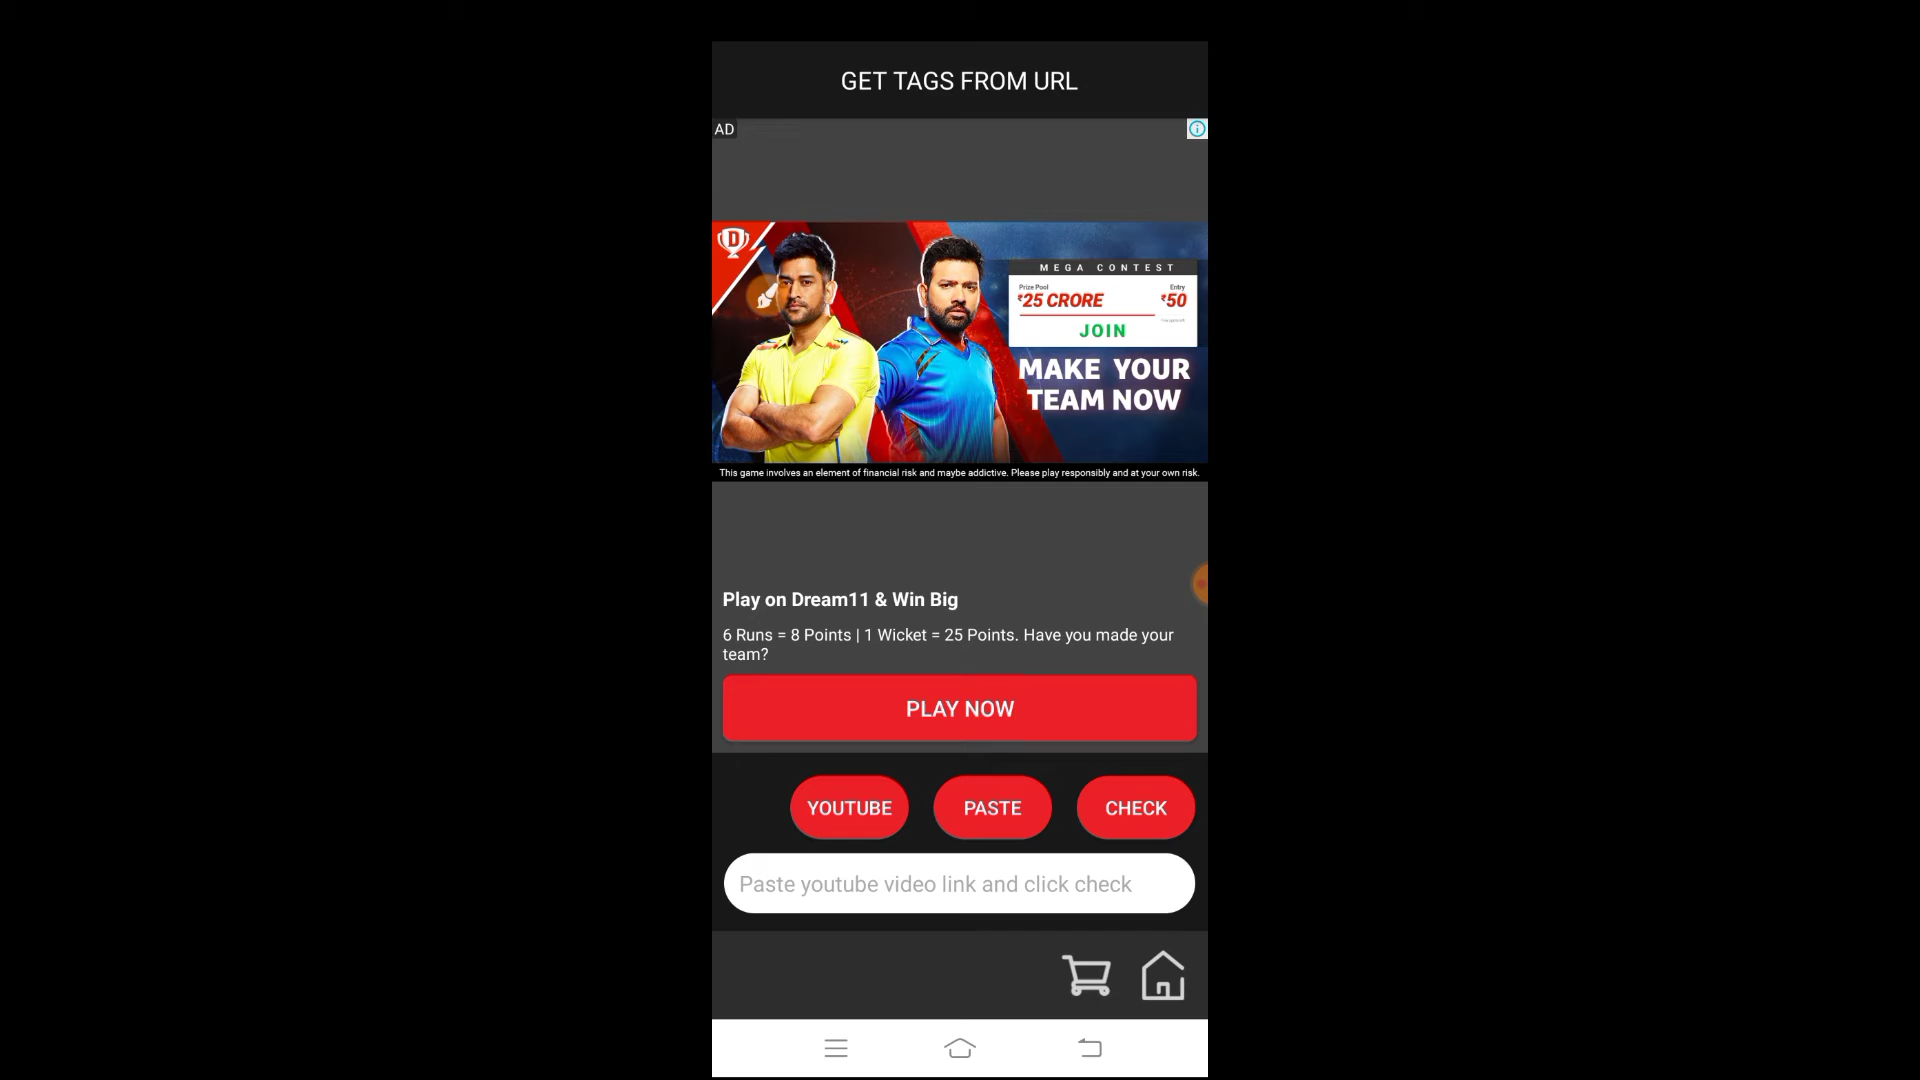 GET TAGS FROM URL
AD
D
MEGA CONTEST
Prize Pool
Entry
₹25 CRORE
₹50
JOIN
MAKE YOUR
TEAM NOW
This game involves an element of financial risk and maybe addictive. Please play responsibly and at your own risk.
Play on Dream11 & Win Big
6 Runs = 8 Points | 1 Wicket = 25 Points. Have you made your
team?
PLAY NOW
YOUTUBE
PASTE
CHECK
Paste youtube video link and click check